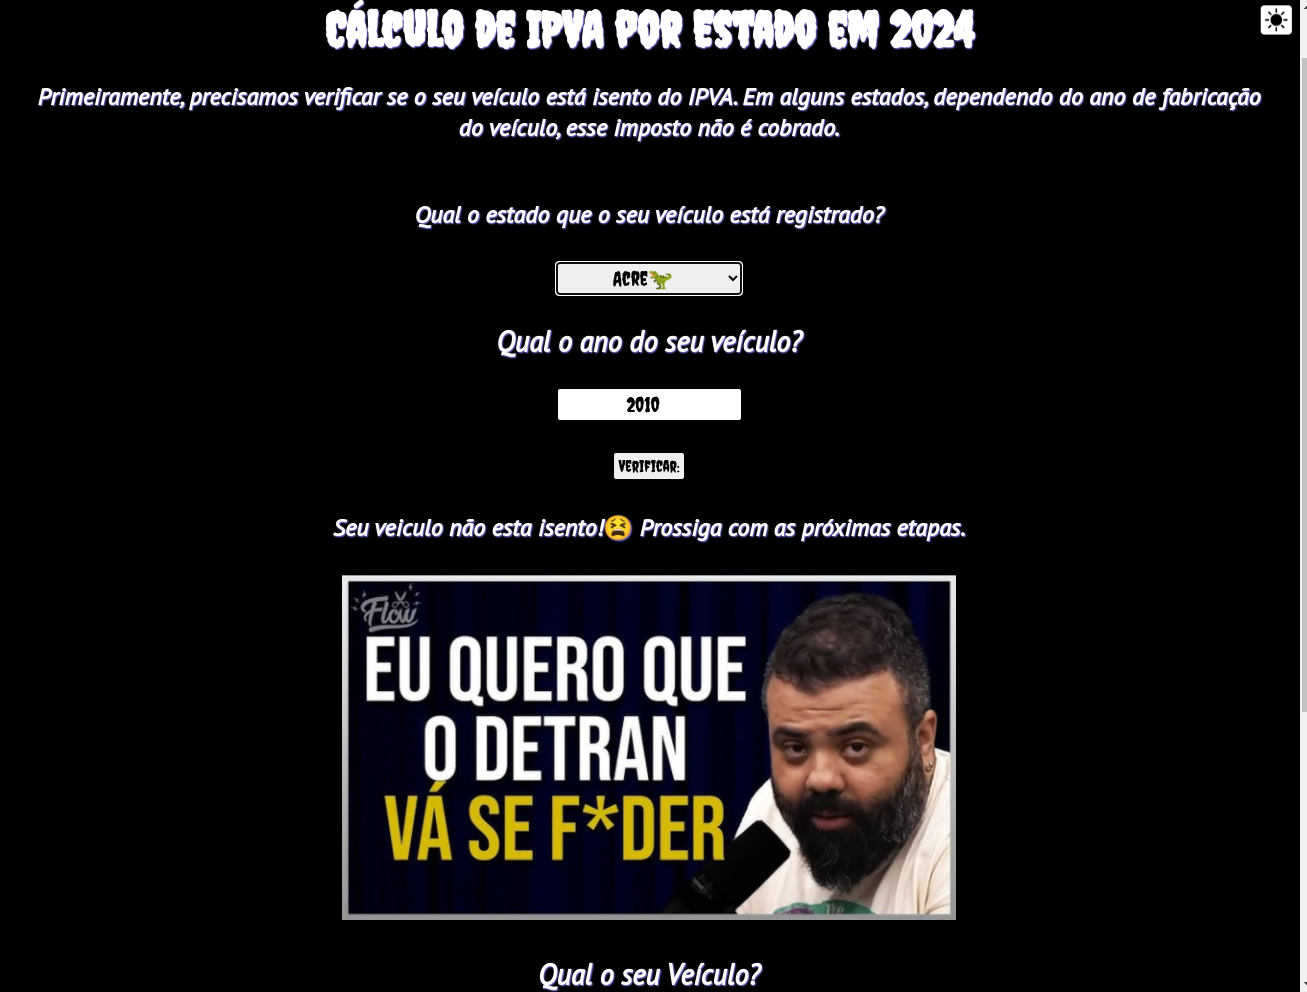 CÁLCULO DE IPVA POR ESTADO EM 2024
Primeiramente, precisamos verificar se o seu veículo está isento do IPVA. Em alguns estados, dependendo do ano de fabricação
do veículo, esse imposto não é cobrado.
Qual o estado que o seu veículo está registrado?
ACRE🦖
Qual o ano do seu veículo?
2010
VERIFICAR:
Seu veiculo não esta isento!😫 Prossiga com as próximas etapas.
Flow
EU QUERO QUE
O DETRAN
VÁ SE F*DER
Qual o seu Veículo?